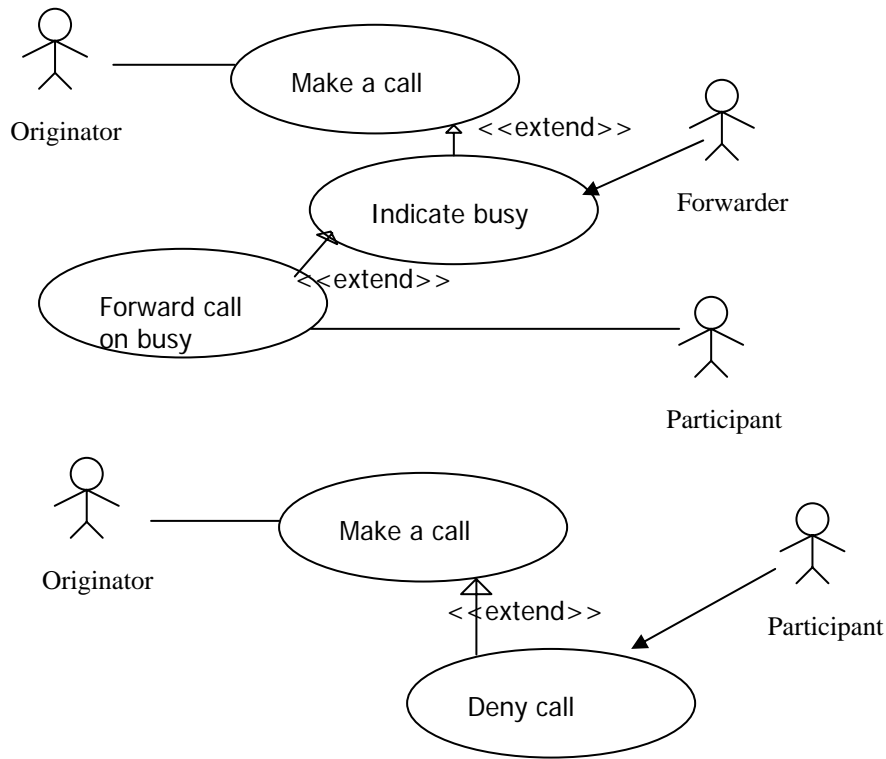 Make a call
Originator
<<extend>>
Forwarder
Indicate busy
<<extend>>
Forward call
on busy
Participant
Make a call
Originator
<<extend>>
Participant
Deny call